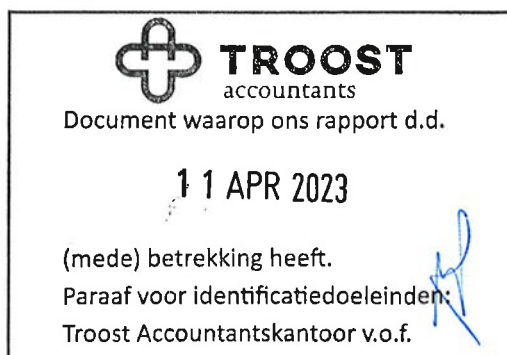 TROOST
accountants
Document waarop ons rapport d.d.
11 APR 2023
(mede) betrekking heeft.
Paraaf voor identificatiedoeleinden:
Troost Accountantskantoor v.o.f.